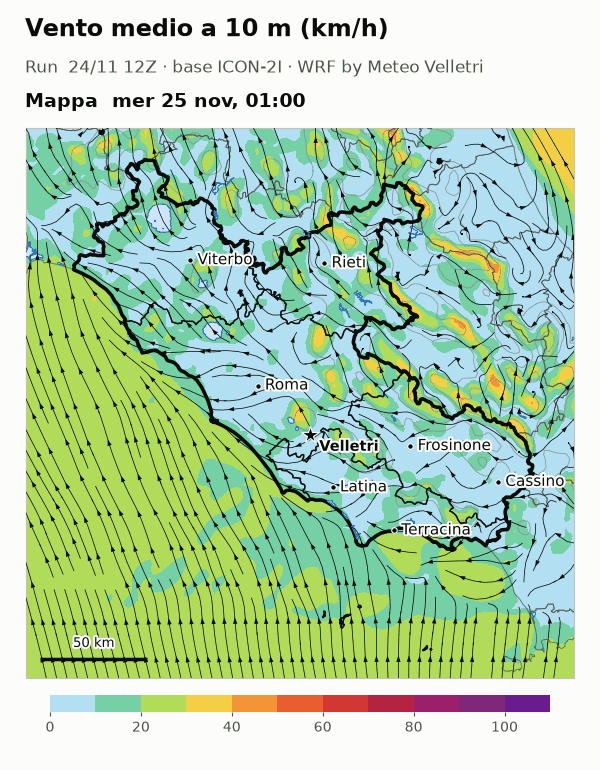 Vento medio a 10 m (km/h)
Run  24/11 12Z · base ICON-2I · WRF by Meteo Velletri
Mappa  mer 25 nov, 01:00
Viterbo
Rieti
Roma
Velletri
Frosinone
Cassino
Latina
Terracina
50 km
0 20 40 60 80 100